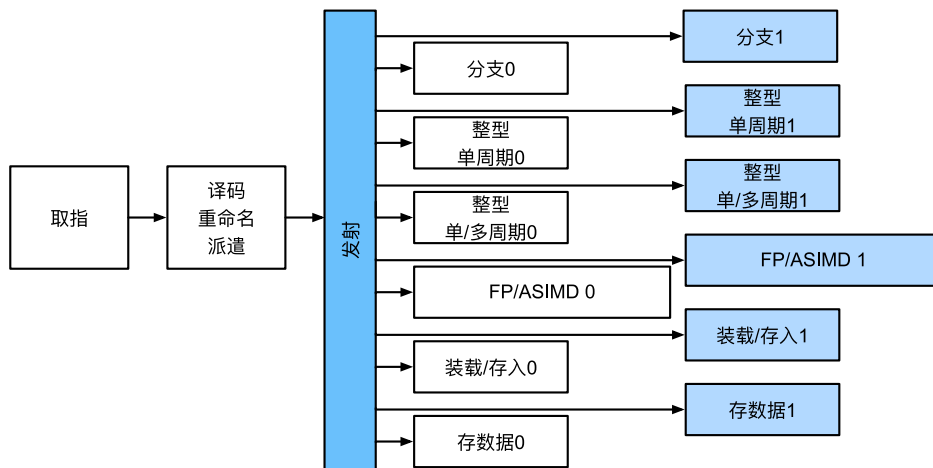 取指
译码
重命名
派遣
发射
分支1
分支0
整型
单周期1
整型
单周期0
整型
单/多周期1
整型
单/多周期0
FP/ASIMD 1
FP/ASIMD 0
装载/存入1
装载/存入0
存数据1
存数据0